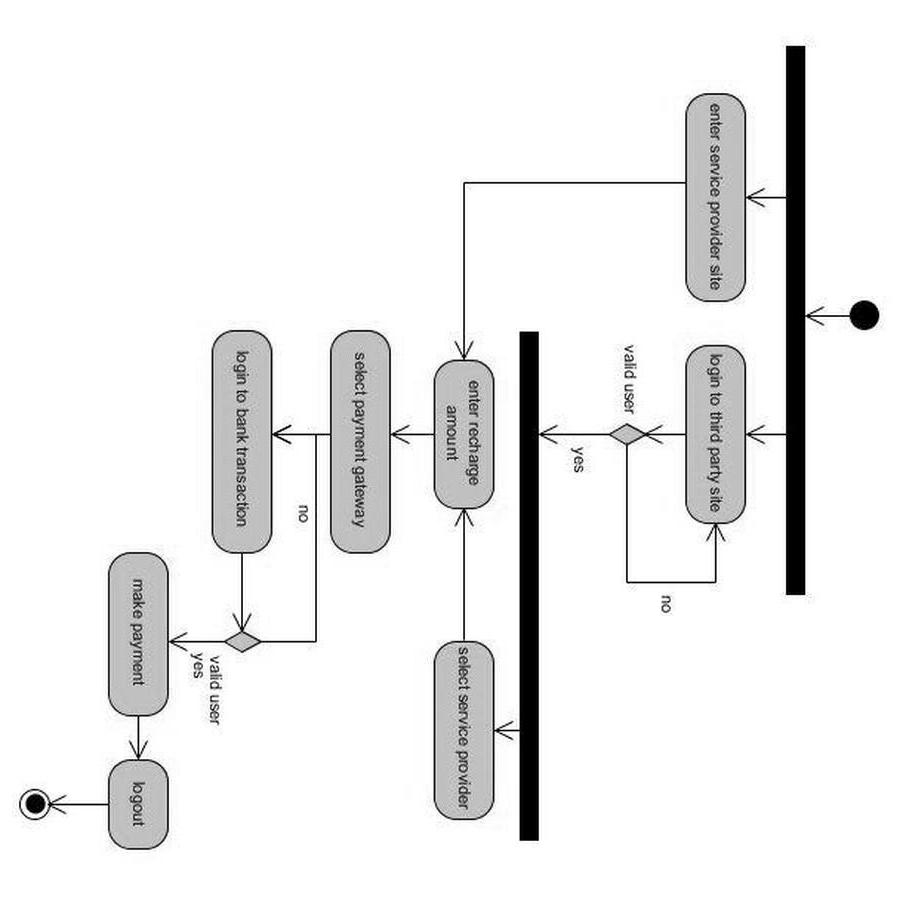 enter service provider site
login to third party site
valid user
no
yes
enter recharge
amount
select service provider
select payment gateway
no
login to bank transaction
valid user
yes
make payment
logout